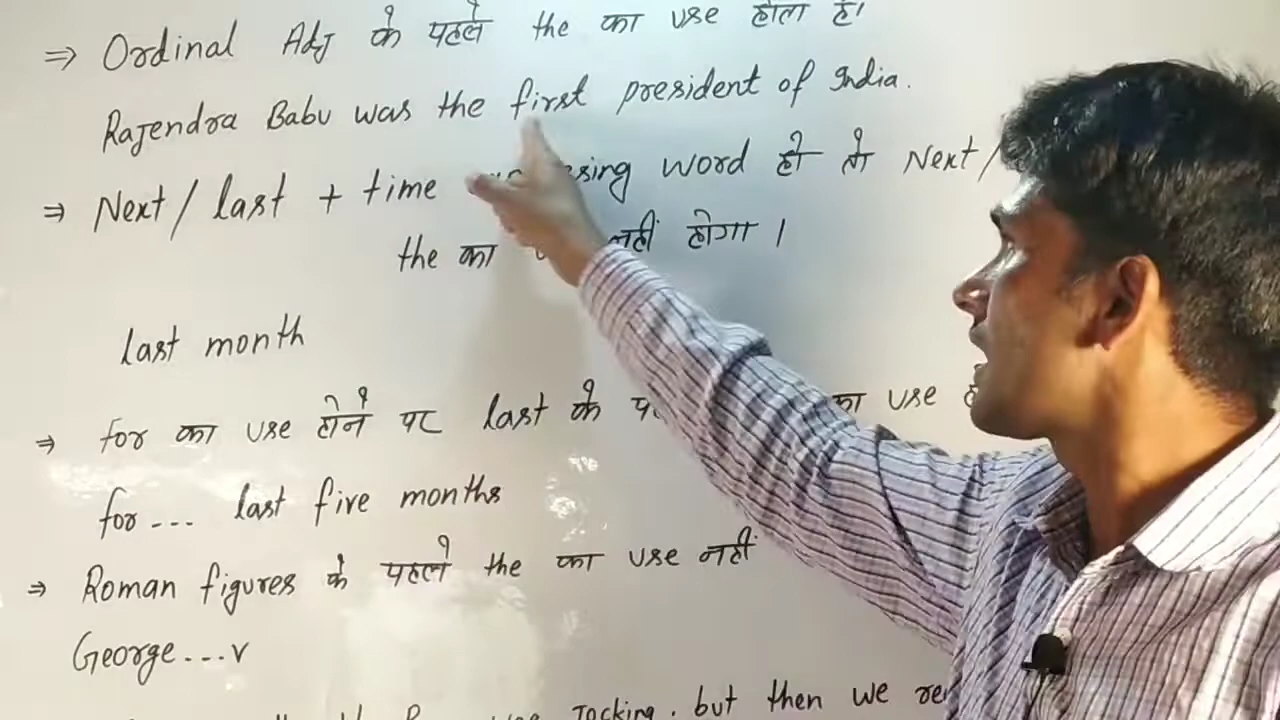 ⇒ Ordinal Adj के पहले the का use होता है।
Rajendra Babu was the first president of India.
⇒ Next / last + time word हो तो Next /
the का नहीं होगा ।
last month
⇒ for का use होने पर last के का use
for --- last five months
⇒ Roman figures के पहले the का use नहीं
George...V
Jocking. but then we